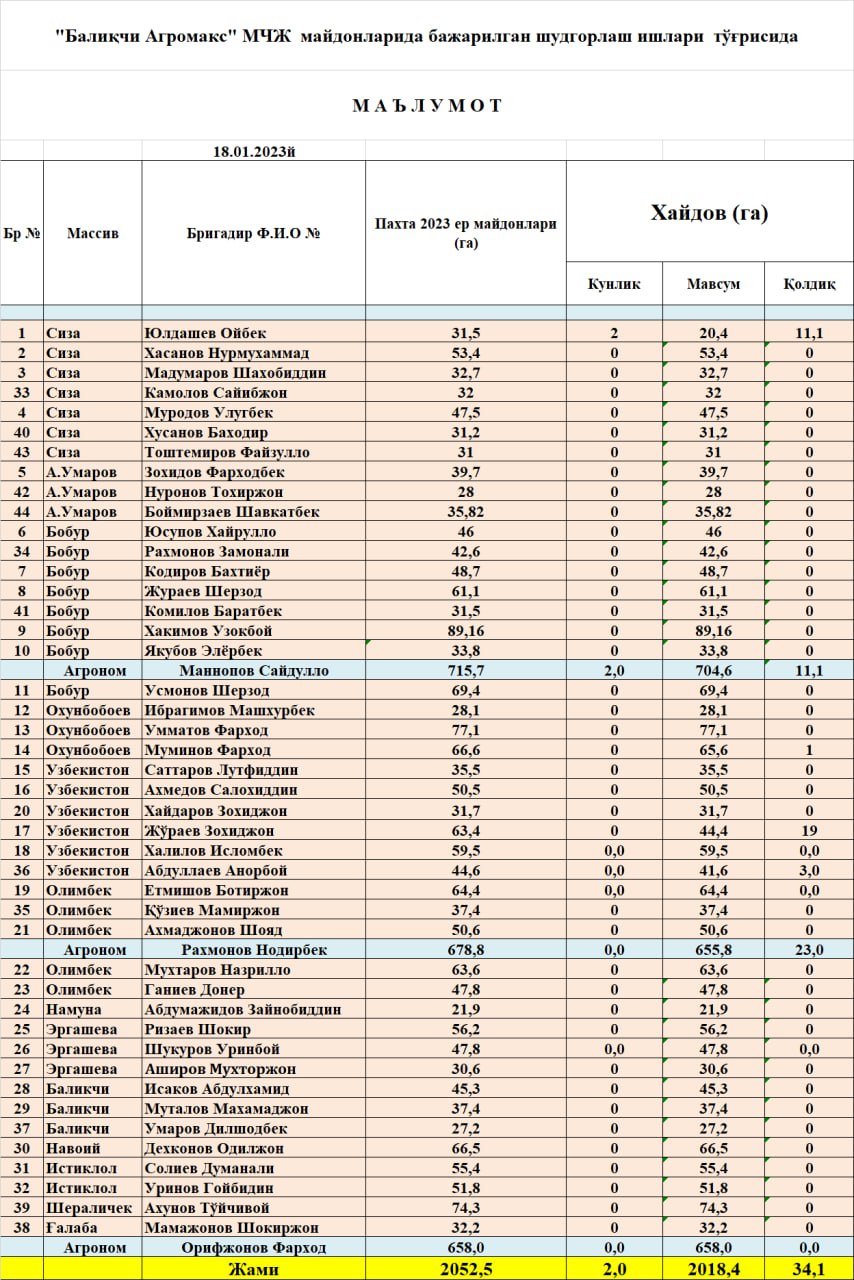 "Балиқчи Агромакс" МЧЖ майдонларида бажарилган шудгорлаш ишлари тўғрисида
М А Ъ Л У М О Т
18.01.2023й
Бр № Массив Бригадир Ф.И.О № Пахта 2023 ер майдонлари (га) Хайдов (га)
Кунлик Мавсум Қолдиқ
1 Сиза Юлдашев Ойбек 31,5 2 20,4 11,1
2 Сиза Хасанов Нурмухаммад 53,4 0 53,4 0
3 Сиза Мадумаров Шахобиддин 32,7 0 32,7 0
33 Сиза Камолов Сайибжон 32 0 32 0
4 Сиза Муродов Улугбек 47,5 0 47,5 0
40 Сиза Хусанов Баходир 31,2 0 31,2 0
43 Сиза Тоштемиров Файзулло 31 0 31 0
5 А.Умаров Зохидов Фарходбек 39,7 0 39,7 0
42 А.Умаров Нуронов Тохиржон 28 0 28 0
44 А.Умаров Боймирзаев Шавкатбек 35,82 0 35,82 0
6 Бобур Юсупов Хайрулло 46 0 46 0
34 Бобур Рахмонов Замонали 42,6 0 42,6 0
7 Бобур Кодиров Бахтиёр 48,7 0 48,7 0
8 Бобур Жураев Шерзод 61,1 0 61,1 0
41 Бобур Комилов Баратбек 31,5 0 31,5 0
9 Бобур Хакимов Узокбой 89,16 0 89,16 0
10 Бобур Якубов Элёрбек 33,8 0 33,8 0
Агроном Маннопов Сайдулло 715,7 2,0 704,6 11,1
11 Бобур Усмонов Шерзод 69,4 0 69,4 0
12 Охунбобоев Ибрагимов Машхурбек 28,1 0 28,1 0
13 Охунбобоев Умматов Фарход 77,1 0 77,1 0
14 Охунбобоев Муминов Фарход 66,6 0 65,6 1
15 Узбекистон Саттаров Лутфиддин 35,5 0 35,5 0
16 Узбекистон Ахмедов Салохиддин 50,5 0 50,5 0
20 Узбекистон Хайдаров Зохиджон 31,7 0 31,7 0
17 Узбекистон Жўраев Зохиджон 63,4 0 44,4 19
18 Узбекистон Халилов Исломбек 59,5 0,0 59,5 0,0
36 Узбекистон Абдуллаев Анорбой 44,6 0,0 41,6 3,0
19 Олимбек Етмишов Ботиржон 64,4 0,0 64,4 0,0
35 Олимбек Қўзиев Мамиржон 37,4 0 37,4 0
21 Олимбек Ахмаджонов Шояд 50,6 0 50,6 0
Агроном Рахмонов Нодирбек 678,8 0,0 655,8 23,0
22 Олимбек Мухтаров Назрилло 63,6 0 63,6 0
23 Олимбек Ганиев Донер 47,8 0 47,8 0
24 Намуна Абдумажидов Зайнобиддин 21,9 0 21,9 0
25 Эргашева Ризаев Шокир 56,2 0 56,2 0
26 Эргашева Шукуров Уринбой 47,8 0,0 47,8 0,0
27 Эргашева Аширов Мухторжон 30,6 0 30,6 0
28 Баликчи Исаков Абдулхамид 45,3 0 45,3 0
29 Баликчи Муталов Махамаджон 37,4 0 37,4 0
37 Баликчи Умаров Дилшодбек 27,2 0 27,2 0
30 Навоий Дехконов Одилжон 66,5 0 66,5 0
31 Истиклол Солиев Думанали 55,4 0 55,4 0
32 Истиклол Уринов Гойбидин 51,8 0 51,8 0
39 Шераличек Ахунов Тўйчивой 74,3 0 74,3 0
38 Ғалаба Мамажонов Шокиржон 32,2 0 32,2 0
Агроном Орифжонов Фарход 658,0 0,0 658,0 0,0
Жами 2052,5 2,0 2018,4 34,1